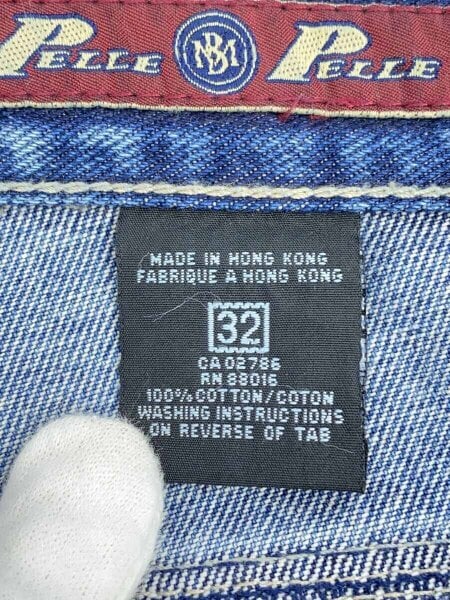 PELLE MB PELLE
MADE IN HONG KONG
FABRIQUE A HONG KONG
32
CA 02786
RN 88016
100% COTTON/COTON
WASHING INSTRUCTIONS
ON REVERSE OF TAB